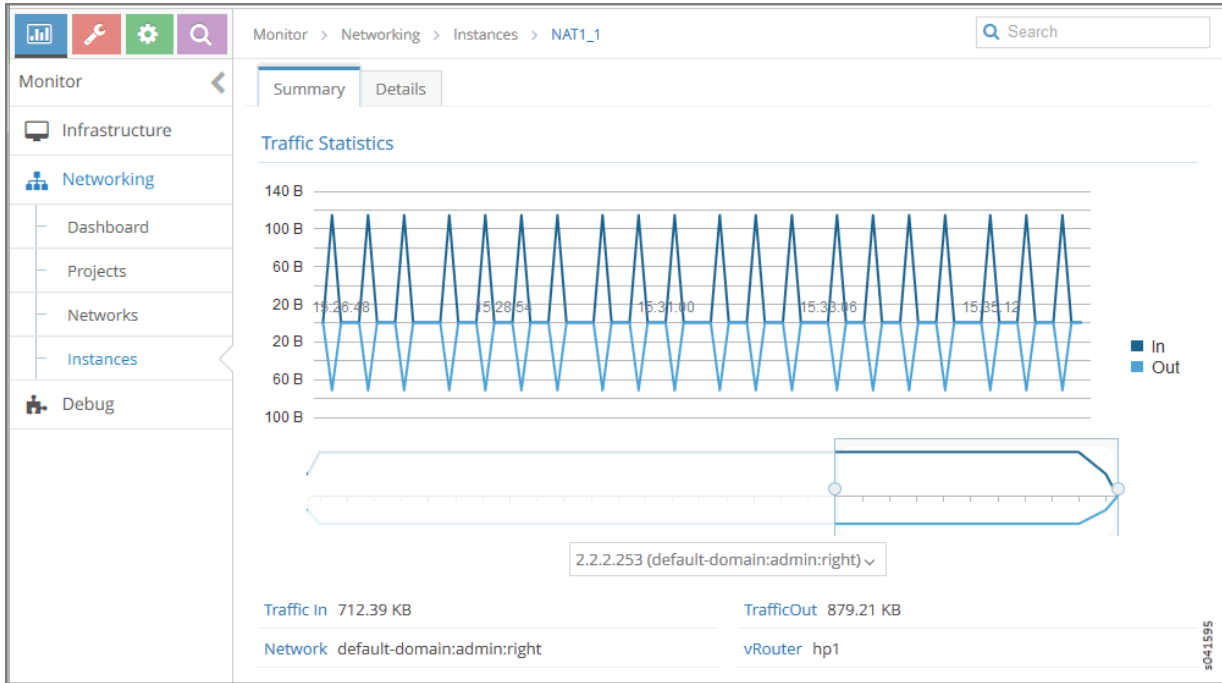 Monitor > Networking > Instances > NAT1_1
Search
Monitor
Infrastructure
Networking
Dashboard
Projects
Networks
Instances
Debug
Summary
Details
Traffic Statistics
140 B
100 B
60 B
20 B
20 B
60 B
100 B
15:26:48
15:28:54
15:31:00
15:33:06
15:35:12
In
Out
2.2.2.253 (default-domain:admin:right)
Traffic In 712.39 KB
TrafficOut 879.21 KB
Network default-domain:admin:right
vRouter hp1
s041595